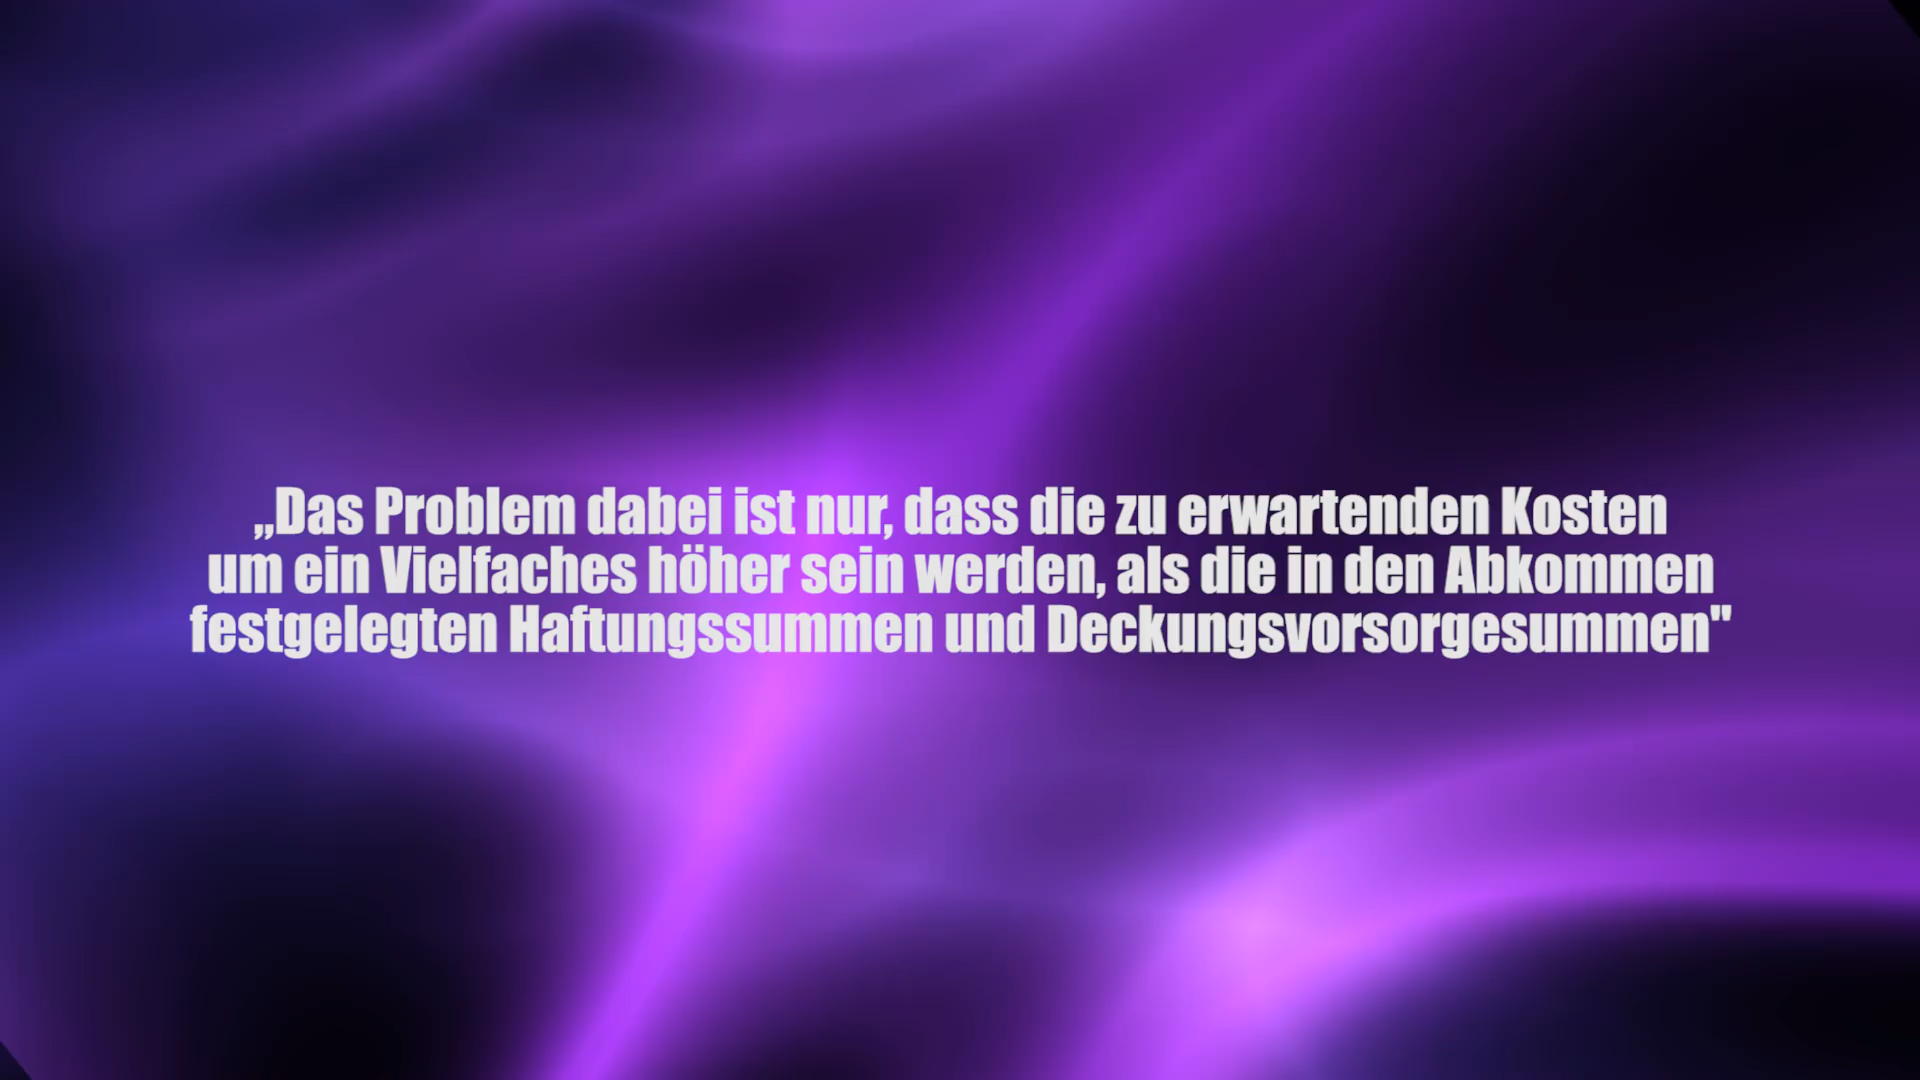 „Das Problem dabei ist nur, dass die zu erwartenden Kosten
um ein Vielfaches höher sein werden, als die in den Abkommen
festgelegten Haftungssummen und Deckungsvorsorgesummen"